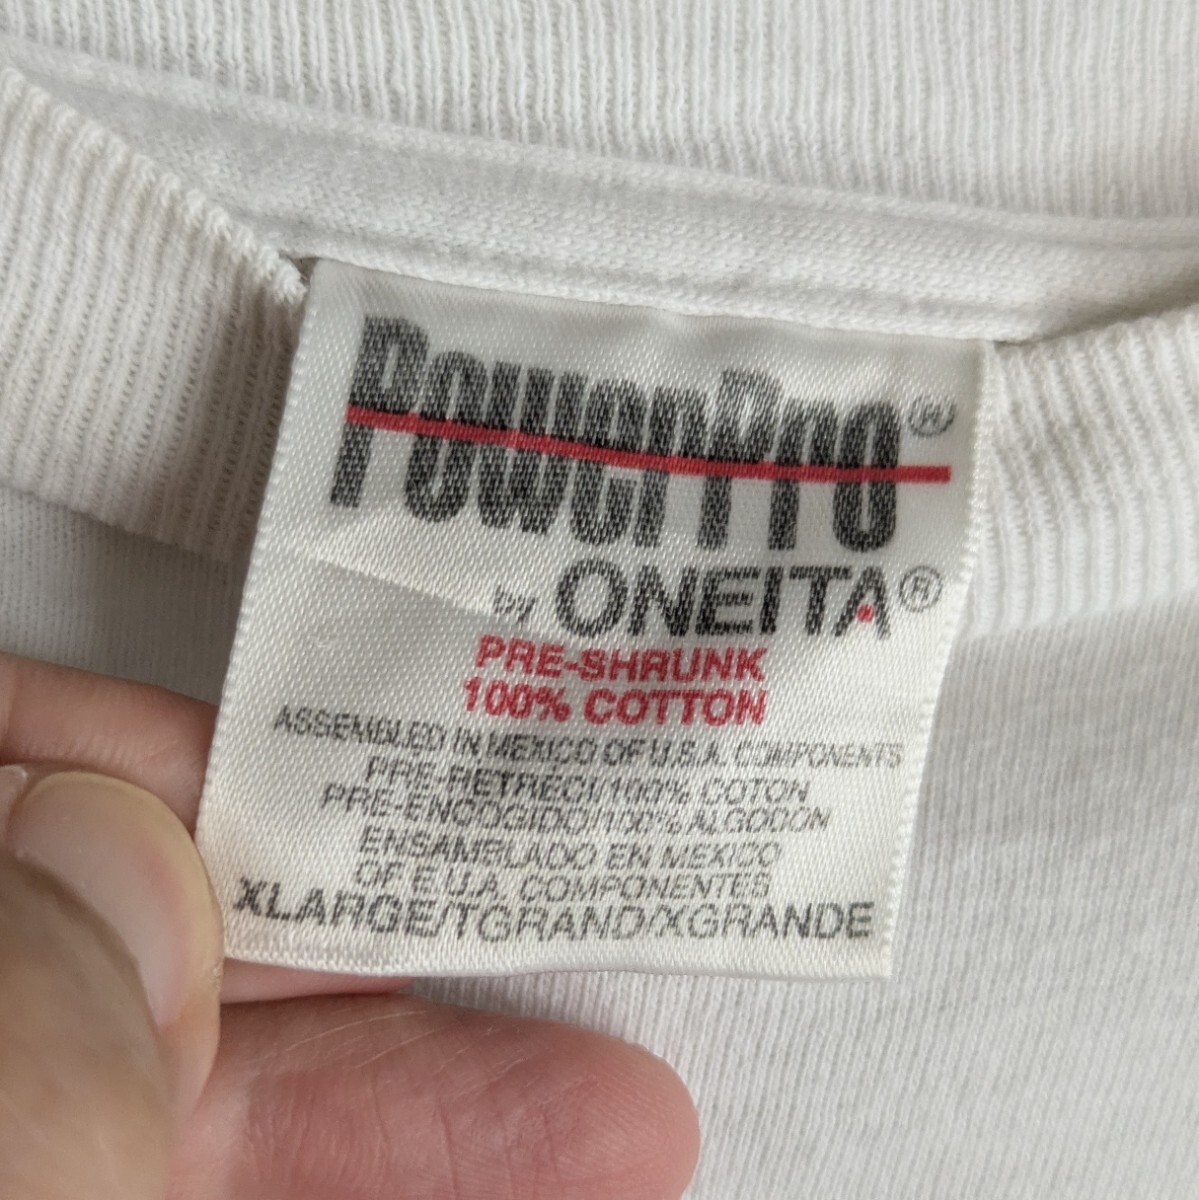 PowerPro®
by ONEITA®
PRE-SHRUNK
100% COTTON
ASSEMBLED IN MEXICO OF U.S.A. COMPONENTS
PRE-RETRECI/100% COTON
PRE-ENCOGIDO/100% ALGODON
ENSAMBLADO EN MEXICO
OF E.U.A. COMPONENTES
XLARGE/TGRAND/XGRANDE